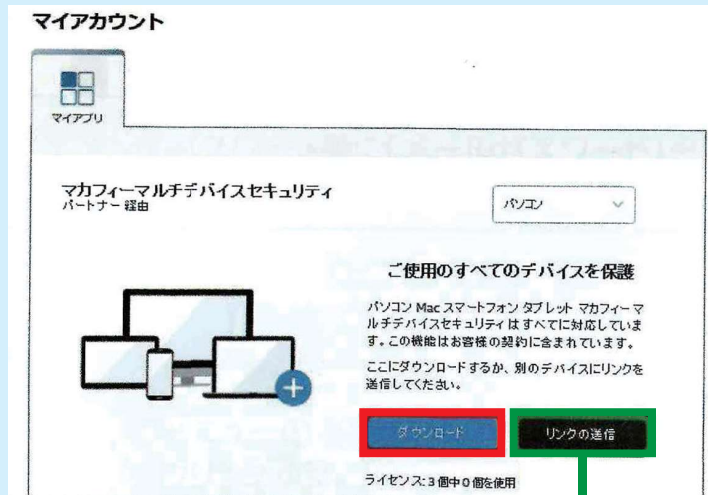 マイアカウント
マイアプリ
マカフィーマルチデバイスセキュリティ
パートナー 経由
パソコン
ご使用のすべてのデバイスを保護
パソコン Mac スマートフォン タブレット マカフィーマ
ルチデバイスセキュリティ はすべてに対応していま
す。この機能はお客様の契約に含まれています。
ここにダウンロードするか、別のデバイスにリンクを
送信してください。
ダウンロード
リンクの送信
ライセンス: 3 個中 0 個を使用